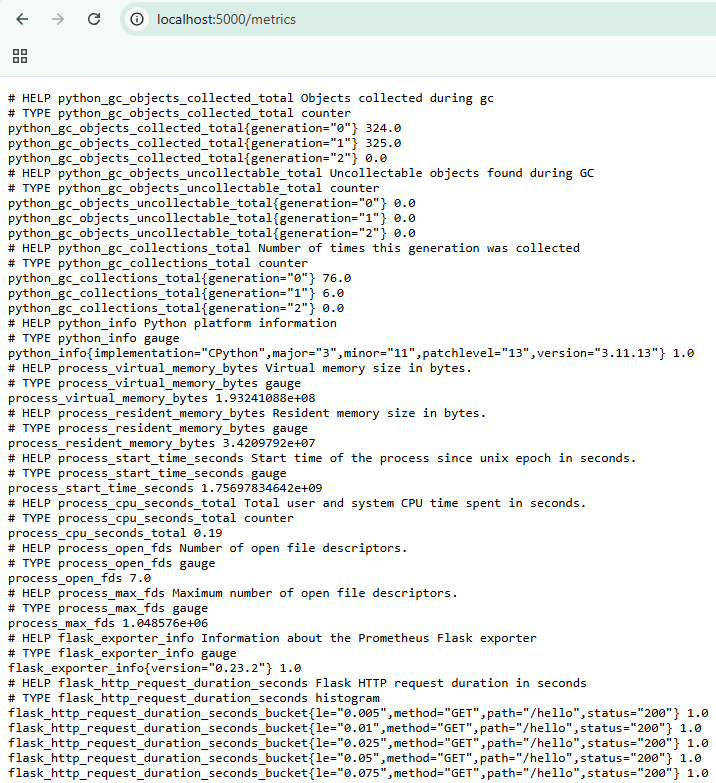 localhost:5000/metrics
# HELP python_gc_objects_collected_total Objects collected during gc
# TYPE python_gc_objects_collected_total counter
python_gc_objects_collected_total{generation="0"} 324.0
python_gc_objects_collected_total{generation="1"} 325.0
python_gc_objects_collected_total{generation="2"} 0.0
# HELP python_gc_objects_uncollectable_total Uncollectable objects found during GC
# TYPE python_gc_objects_uncollectable_total counter
python_gc_objects_uncollectable_total{generation="0"} 0.0
python_gc_objects_uncollectable_total{generation="1"} 0.0
python_gc_objects_uncollectable_total{generation="2"} 0.0
# HELP python_gc_collections_total Number of times this generation was collected
# TYPE python_gc_collections_total counter
python_gc_collections_total{generation="0"} 76.0
python_gc_collections_total{generation="1"} 6.0
python_gc_collections_total{generation="2"} 0.0
# HELP python_info Python platform information
# TYPE python_info gauge
python_info{implementation="CPython",major="3",minor="11",patchlevel="13",version="3.11.13"} 1.0
# HELP process_virtual_memory_bytes Virtual memory size in bytes.
# TYPE process_virtual_memory_bytes gauge
process_virtual_memory_bytes 1.93241088e+08
# HELP process_resident_memory_bytes Resident memory size in bytes.
# TYPE process_resident_memory_bytes gauge
process_resident_memory_bytes 3.4209792e+07
# HELP process_start_time_seconds Start time of the process since unix epoch in seconds.
# TYPE process_start_time_seconds gauge
process_start_time_seconds 1.75697834642e+09
# HELP process_cpu_seconds_total Total user and system CPU time spent in seconds.
# TYPE process_cpu_seconds_total counter
process_cpu_seconds_total 0.19
# HELP process_open_fds Number of open file descriptors.
# TYPE process_open_fds gauge
process_open_fds 7.0
# HELP process_max_fds Maximum number of open file descriptors.
# TYPE process_max_fds gauge
process_max_fds 1.048576e+06
# HELP flask_exporter_info Information about the Prometheus Flask exporter
# TYPE flask_exporter_info gauge
flask_exporter_info{version="0.23.2"} 1.0
# HELP flask_http_request_duration_seconds Flask HTTP request duration in seconds
# TYPE flask_http_request_duration_seconds histogram
flask_http_request_duration_seconds_bucket{le="0.005",method="GET",path="/hello",status="200"} 1.0
flask_http_request_duration_seconds_bucket{le="0.01",method="GET",path="/hello",status="200"} 1.0
flask_http_request_duration_seconds_bucket{le="0.025",method="GET",path="/hello",status="200"} 1.0
flask_http_request_duration_seconds_bucket{le="0.05",method="GET",path="/hello",status="200"} 1.0
flask_http_request_duration_seconds_bucket{le="0.075",method="GET",path="/hello",status="200"} 1.0